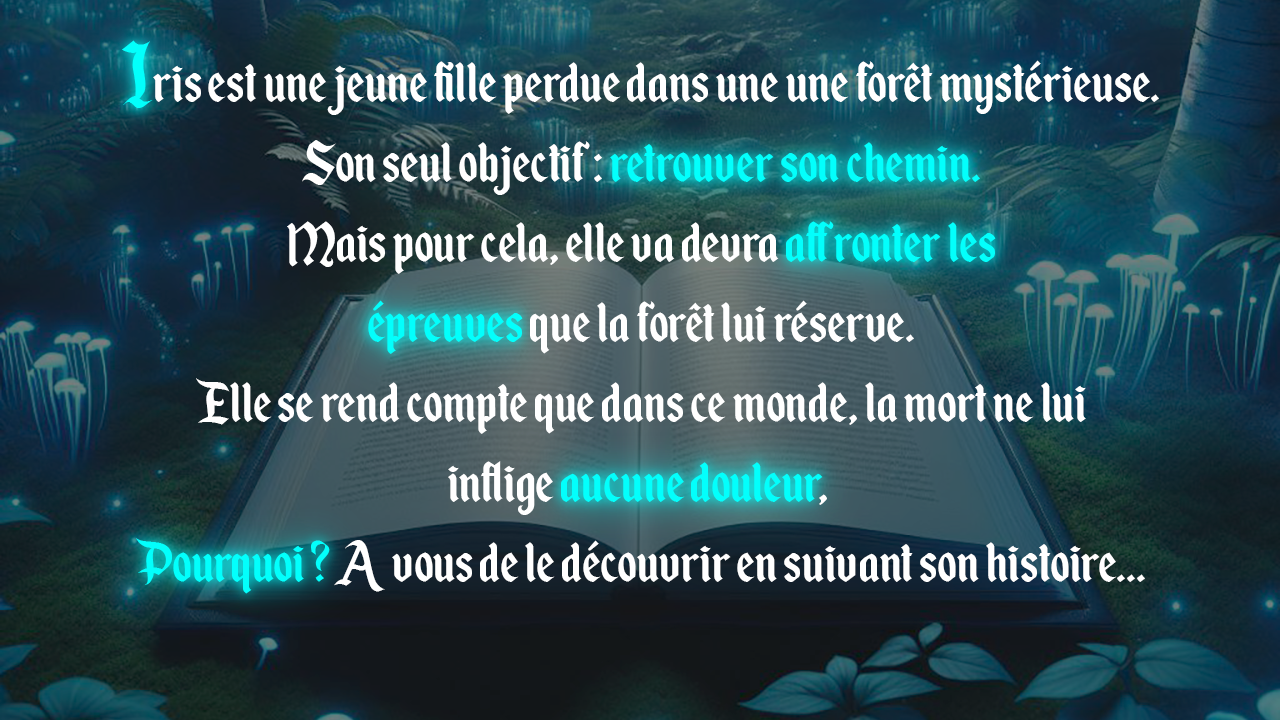 Iris est une jeune fille perdue dans une une forêt mystérieuse.
Son seul objectif : retrouver son chemin.
Mais pour cela, elle va devra affronter les
épreuves que la forêt lui réserve.
Elle se rend compte que dans ce monde, la mort ne lui
inflige aucune douleur,
Pourquoi ? A vous de le découvrir en suivant son histoire...